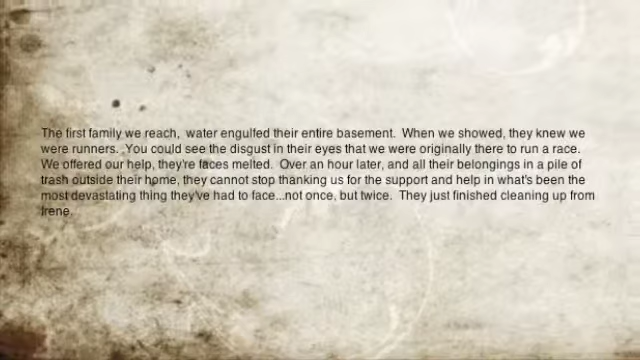 The first family we reach,  water engulfed their entire basement.  When we showed, they knew we
were runners.  You could see the disgust in their eyes that we were originally there to run a race.
We offered our help, they're faces melted.  Over an hour later, and all their belongings in a pile of
trash outside their home, they cannot stop thanking us for the support and help in what's been the
most devastating thing they've had to face...not once, but twice.  They just finished cleaning up from
Irene.